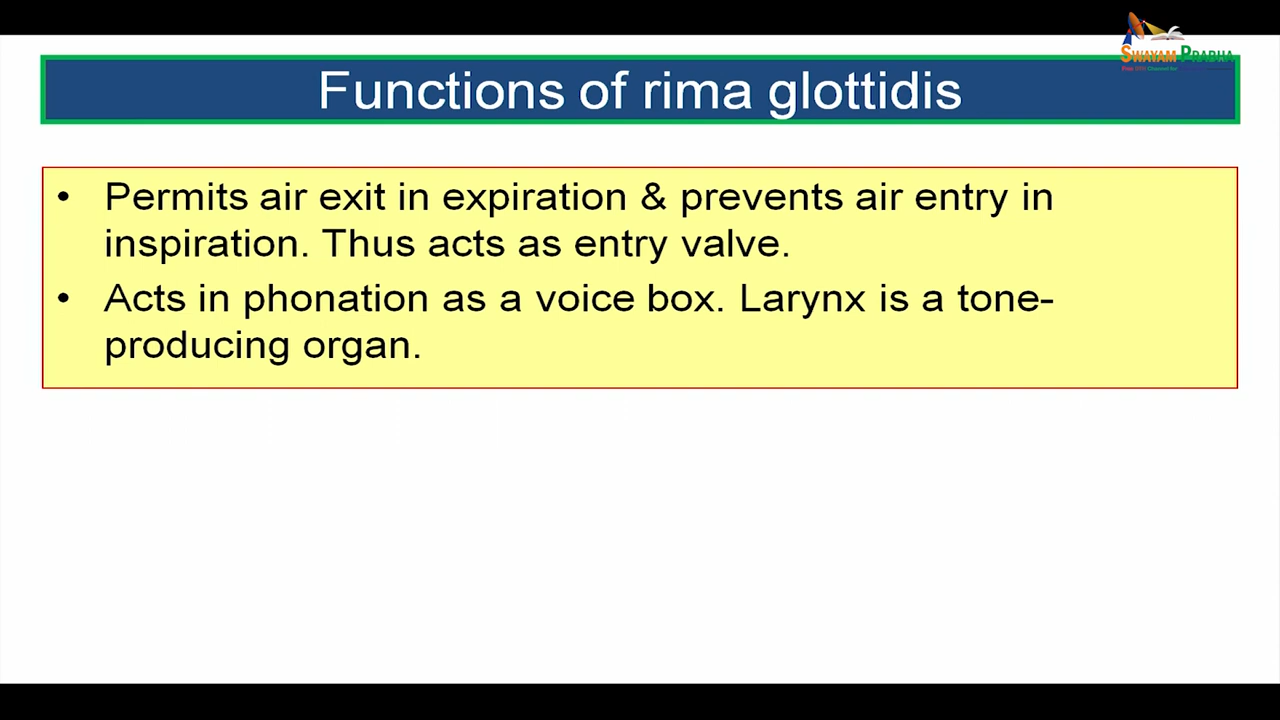 SWAYAM PRABHA
Functions of rima glottidis
• Permits air exit in expiration & prevents air entry in
inspiration. Thus acts as entry valve.
• Acts in phonation as a voice box. Larynx is a tone-
producing organ.